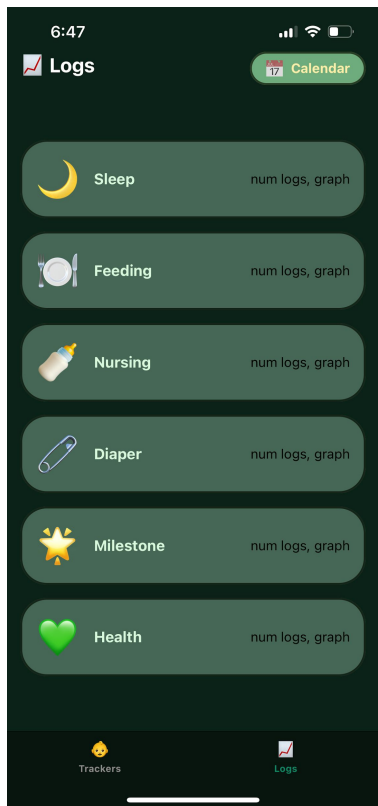 6:47
Logs
17 Calendar
Sleep
num logs, graph
Feeding
num logs, graph
Nursing
num logs, graph
Diaper
num logs, graph
Milestone
num logs, graph
Health
num logs, graph
Trackers
Logs